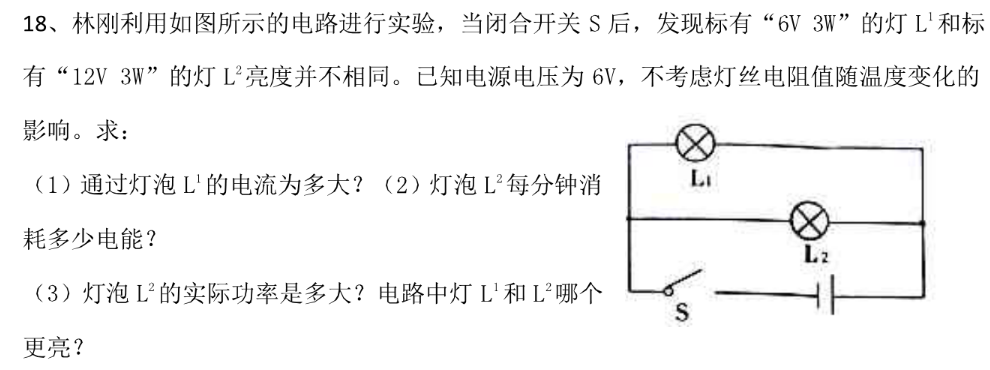 18、林刚利用如图所示的电路进行实验，当闭合开关 S 后，发现标有“6V 3W”的灯 L¹和标
有“12V 3W”的灯 L²亮度并不相同。已知电源电压为 6V，不考虑灯丝电阻值随温度变化的
影响。求：
（1）通过灯泡 L¹的电流为多大？（2）灯泡 L²每分钟消
耗多少电能？
（3）灯泡 L²的实际功率是多大？电路中灯 L¹和 L²哪个
更亮？
L₁
L₂
S